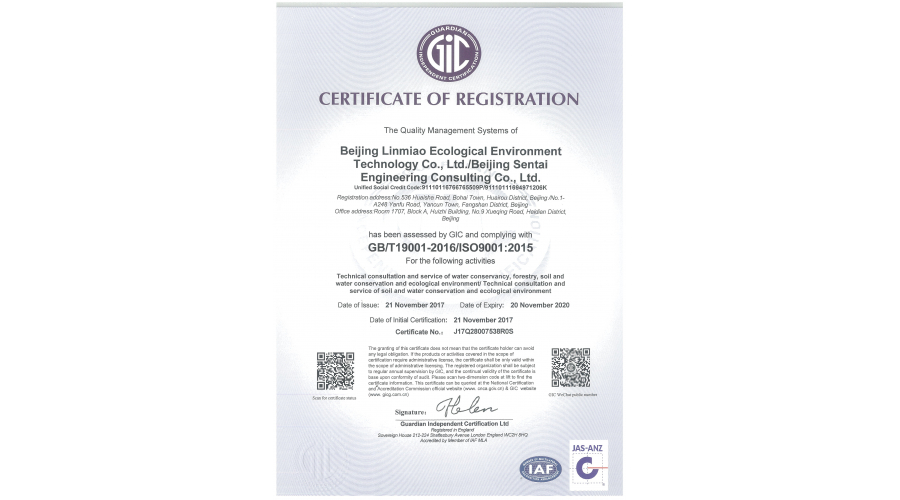 GUARDIAN
GIC
INDEPENDENT CERTIFICATION
CERTIFICATE OF REGISTRATION
The Quality Management Systems of
Beijing Linmiao Ecological Environment
Technology Co., Ltd./Beijing Sentai
Engineering Consulting Co., Ltd.
Unified Social Credit Code:91110116766765509P/91110111694971206K
Registration address:No.536 Huaisha Road, Bohai Town, Huairou District, Beijing /No.1-
A248 Yanfu Road, Yancun Town, Fangshan District, Beijing
Office address:Room 1707, Block A, Huizhi Building, No.9 Xueqing Road, Haidian District,
Beijing
has been assessed by GIC and complying with
GB/T19001-2016/ISO9001:2015
For the following activities
Technical consultation and service of water conservancy, forestry, soil and
water conservation and ecological environment/ Technical consultation and
service of soil and water conservation and ecological environment
Date of Issue: 21 November 2017 Date of Expiry: 20 November 2020
Date of Initial Certification: 21 November 2017
Certificate No.: J17Q28007538R0S
The granting of this certificate does not mean that the certificate holder can avoid
any legal obligation. If the products or activities covered in the scope of
certification require administrative license, the certificate shall be only valid within
the scope of administrative licensing. The registered organization shall be subject
to regular annual supervision by GIC, and the continual validity of the certificate is
base upon conformity of audit. Please scan two dimension code at lift to find the
certificate information. This certificate can be queried at the National Certification
and Accreditation Commission official website (www. cnca.gov.cn) & GIC website
(www. gicg.com.cn)
Scan for certificate status
GIC WeChat public number
Signature: Helen
Guardian Independent Certification Ltd
Registered in England
Sovereign House 212-224 Shaftesbury Avenue London England WC2H 8HQ
Accredited by Member of IAF MLA
IAF
JAS-ANZ